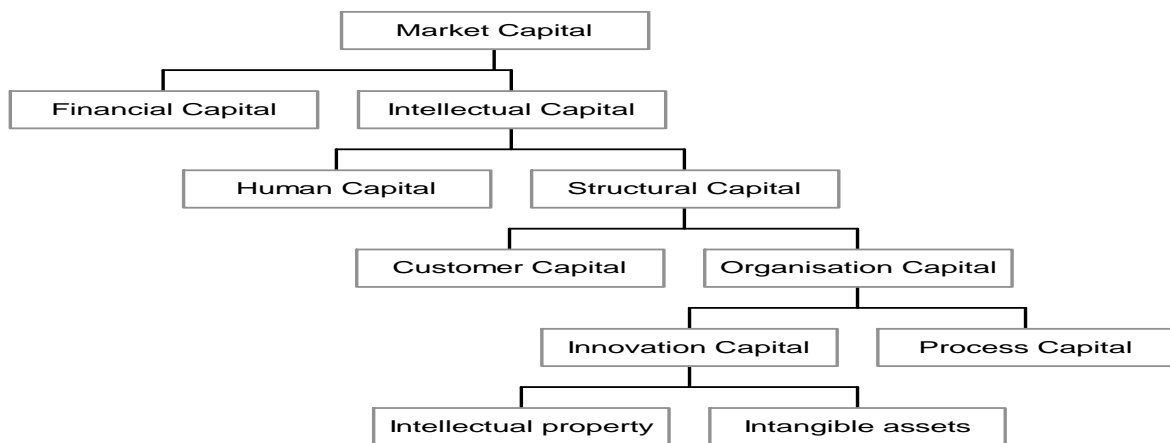 Market Capital
Financial Capital
Intellectual Capital
Human Capital
Structural Capital
Customer Capital
Organisation Capital
Innovation Capital
Process Capital
Intellectual property
Intangible assets